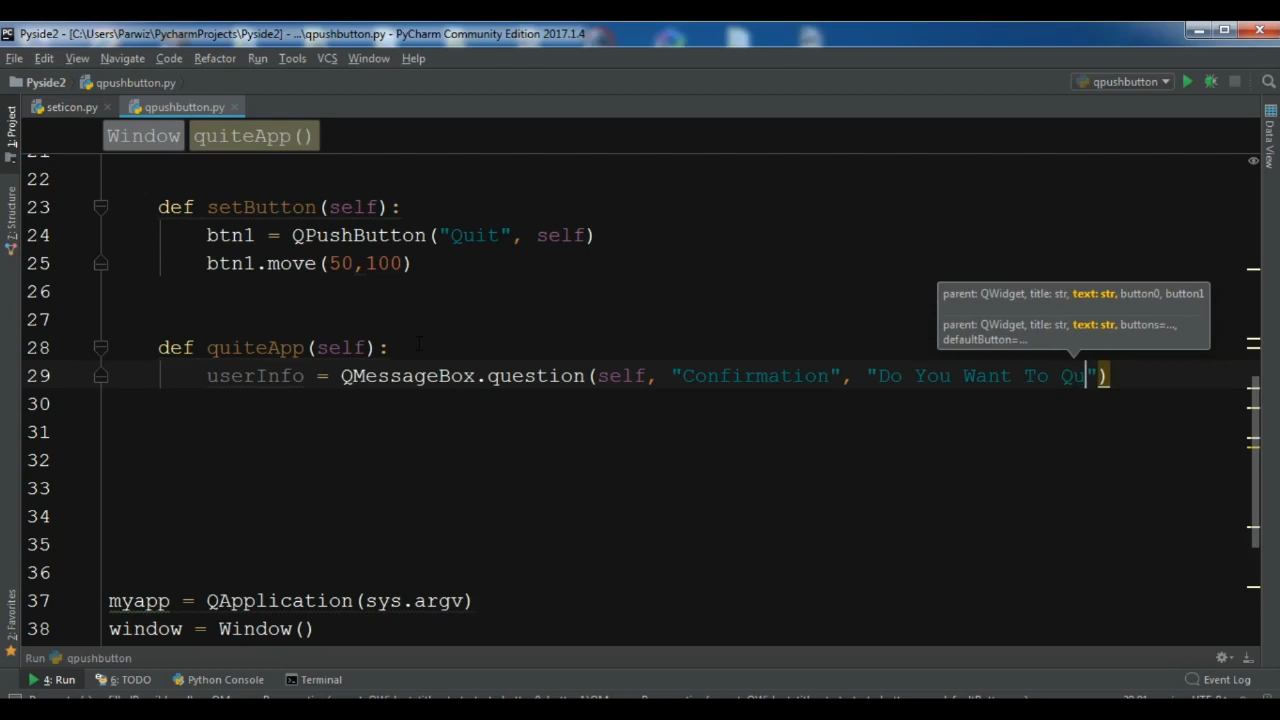 PC Pyside2 - [C:\Users\Parwiz\PycharmProjects\Pyside2] - ...\qpushbutton.py - PyCharm Community Edition 2017.1.4
File Edit View Navigate Code Refactor Run Tools VCS Window Help
Pyside2 qpushbutton.py qpushbutton
seticon.py qpushbutton.py
1: Project
Data View
Window quiteApp()
22
23 def setButton(self):
24 btn1 = QPushButton("Quit", self)
25 btn1.move(50,100)
7: Structure
26
parent: QWidget, title: str, text: str, button0, button1
27
parent: QWidget, title: str, text: str, buttons=...,
defaultButton=...
28 def quiteApp(self):
29 userInfo = QMessageBox.question(self, "Confirmation", "Do You Want To Qu")
30
31
32
33
34
35
36
37 myapp = QApplication(sys.argv)
38 window = Window()
2: Favorites
Run qpushbutton
4: Run 6: TODO Python Console Terminal Event Log